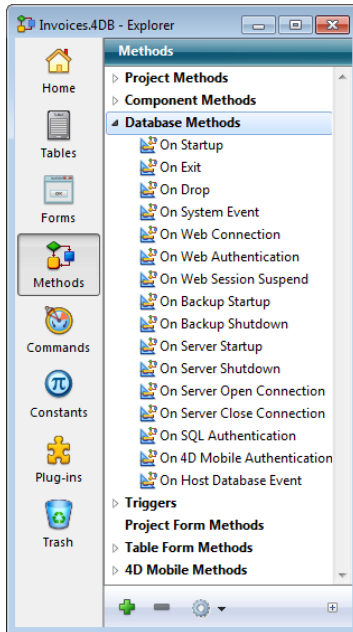 Invoices.4DB - Explorer
Home
Tables
Forms
Methods
Commands
Constants
Plug-ins
Trash
Methods
Project Methods
Component Methods
Database Methods
On Startup
On Exit
On Drop
On System Event
On Web Connection
On Web Authentication
On Web Session Suspend
On Backup Startup
On Backup Shutdown
On Server Startup
On Server Shutdown
On Server Open Connection
On Server Close Connection
On SQL Authentication
On 4D Mobile Authentication
On Host Database Event
Triggers
Project Form Methods
Table Form Methods
4D Mobile Methods